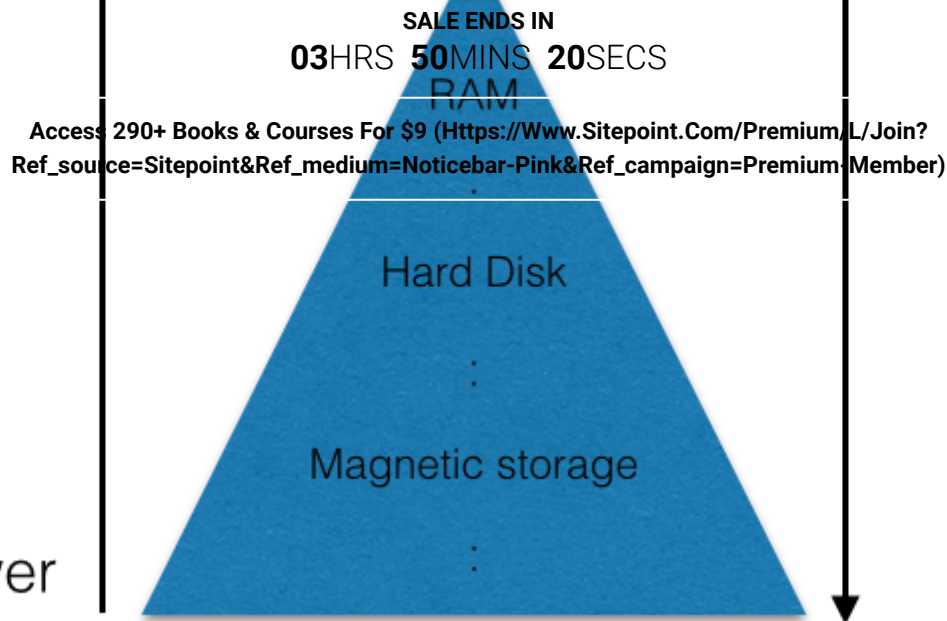 SALE ENDS IN
03HRS 50MINS 20SECS
RAM
Access 290+ Books & Courses For $9 (Https://Www.Sitepoint.Com/Premium/L/Join?
Ref_source=Sitepoint&Ref_medium=Noticebar-Pink&Ref_campaign=Premium-Member)
Hard Disk
:
Magnetic storage
: